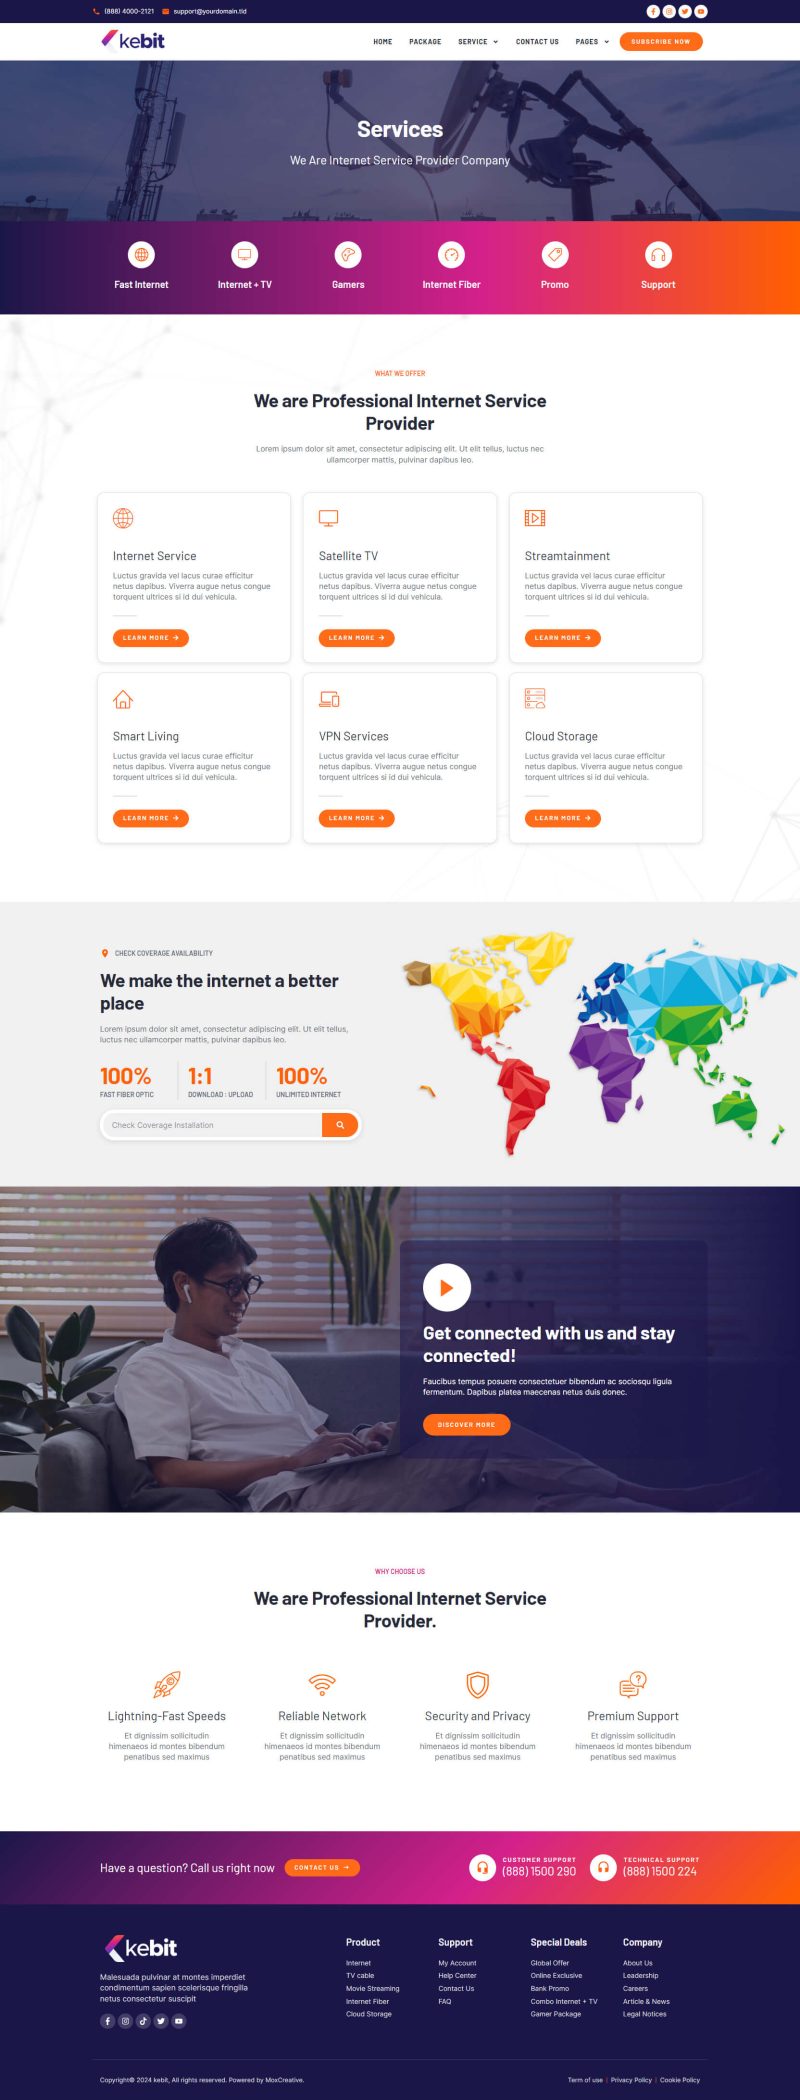 (888) 4000-2121 support@yourdomain.tld
kebit HOME PACKAGE SERVICE CONTACT US PAGES SUBSCRIBE NOW
Services
We Are Internet Service Provider Company
Fast Internet Internet + TV Gamers Internet Fiber Promo Support
WHAT WE OFFER
We are Professional Internet Service
Provider
Lorem ipsum dolor sit amet, consectetur adipiscing elit. Ut elit tellus, luctus nec
ullamcorper mattis, pulvinar dapibus leo.
Internet Service
Luctus gravida vel lacus curae efficitur
netus dapibus. Viverra augue netus congue
torquent ultrices si id dui vehicula.
LEARN MORE
Satellite TV
Luctus gravida vel lacus curae efficitur
netus dapibus. Viverra augue netus congue
torquent ultrices si id dui vehicula.
LEARN MORE
Streamtainment
Luctus gravida vel lacus curae efficitur
netus dapibus. Viverra augue netus congue
torquent ultrices si id dui vehicula.
LEARN MORE
Smart Living
Luctus gravida vel lacus curae efficitur
netus dapibus. Viverra augue netus congue
torquent ultrices si id dui vehicula.
LEARN MORE
VPN Services
Luctus gravida vel lacus curae efficitur
netus dapibus. Viverra augue netus congue
torquent ultrices si id dui vehicula.
LEARN MORE
Cloud Storage
Luctus gravida vel lacus curae efficitur
netus dapibus. Viverra augue netus congue
torquent ultrices si id dui vehicula.
LEARN MORE
CHECK COVERAGE AVAILABILITY
We make the internet a better
place
Lorem ipsum dolor sit amet, consectetur adipiscing elit. Ut elit tellus,
luctus nec ullamcorper mattis, pulvinar dapibus leo.
100% 1:1 100%
FAST FIBER OPTIC DOWNLOAD : UPLOAD UNLIMITED INTERNET
Check Coverage Installation
Get connected with us and stay
connected!
Faucibus tempus posuere consectetuer bibendum ac sociosqu ligula
fermentum. Dapibus platea maecenas netus duis donec.
DISCOVER MORE
WHY CHOOSE US
We are Professional Internet Service
Provider.
Lightning-Fast Speeds
Et dignissim sollicitudin
himenaeos id montes bibendum
penatibus sed maximus
Reliable Network
Et dignissim sollicitudin
himenaeos id montes bibendum
penatibus sed maximus
Security and Privacy
Et dignissim sollicitudin
himenaeos id montes bibendum
penatibus sed maximus
Premium Support
Et dignissim sollicitudin
himenaeos id montes bibendum
penatibus sed maximus
Have a question? Call us right now CONTACT US
CUSTOMER SUPPORT
(888) 1500 290
TECHNICAL SUPPORT
(888) 1500 224
kebit
Malesuada pulvinar at montes imperdiet
condimentum sapien scelerisque fringilla
netus consectetur suscipit
Product
Internet
TV cable
Movie Streaming
Internet Fiber
Cloud Storage
Support
My Account
Help Center
Contact Us
FAQ
Special Deals
Global Offer
Online Exclusive
Bank Promo
Combo Internet + TV
Gamer Package
Company
About Us
Leadership
Careers
Article & News
Legal Notices
Copyright© 2024 kebit, All rights reserved. Powered by MoxCreative.
Term of use | Privacy Policy | Cookie Policy